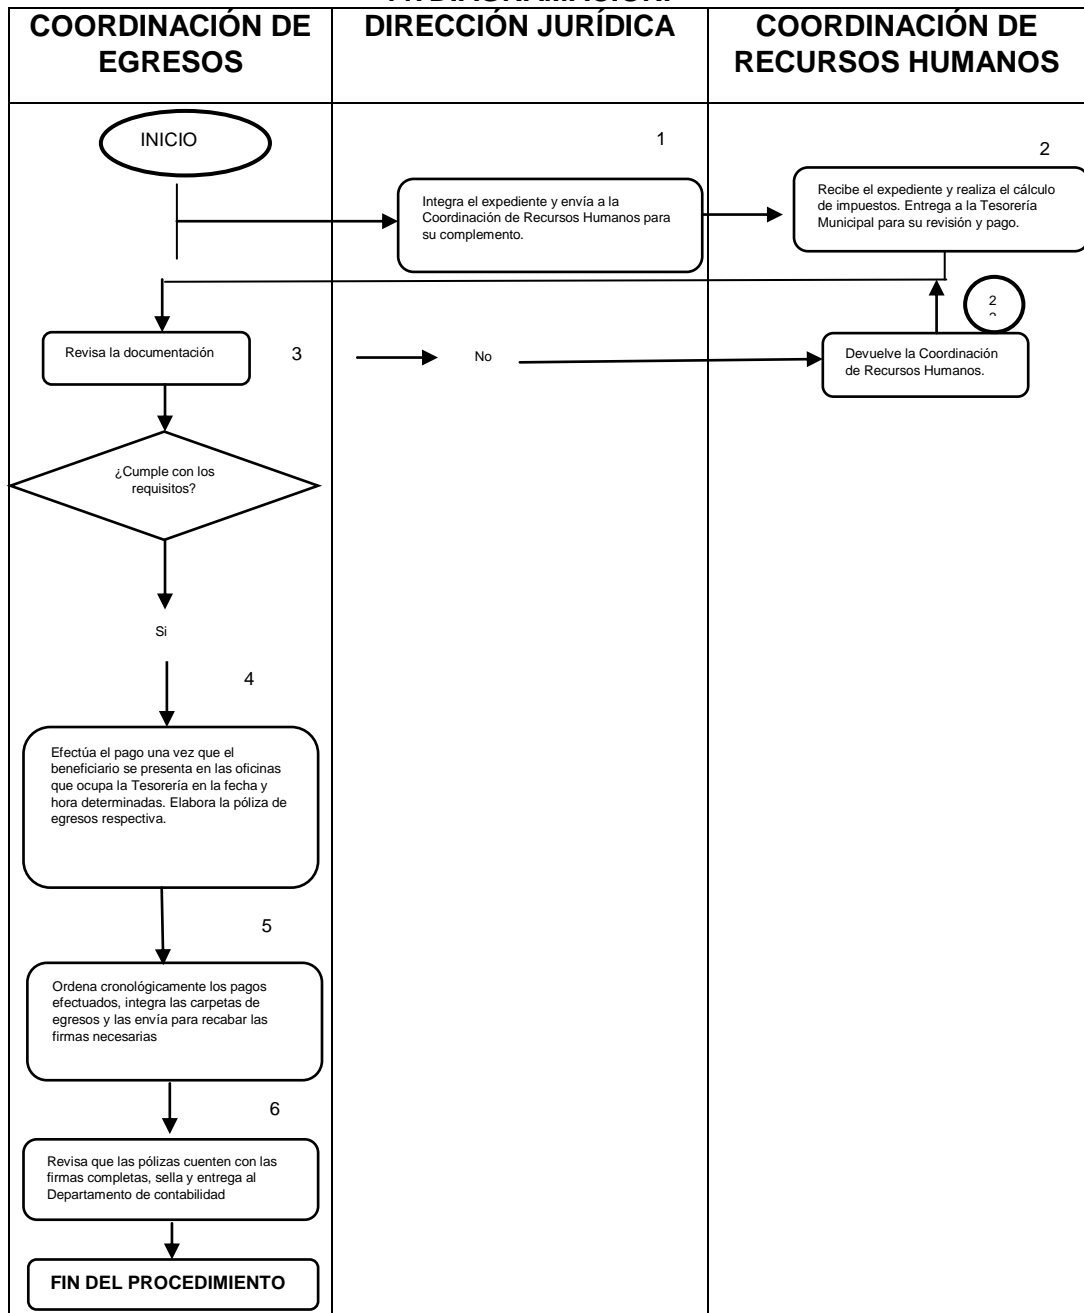 COORDINACIÓN DE
EGRESOS
DIRECCIÓN JURÍDICA
COORDINACIÓN DE
RECURSOS HUMANOS
INICIO
1
2
Integra el expediente y envía a la
Coordinación de Recursos Humanos para
su complemento.
Recibe el expediente y realiza el cálculo
de impuestos. Entrega a la Tesorería
Municipal para su revisión y pago.
2
Revisa la documentación
3
No
Devuelve la Coordinación
de Recursos Humanos.
¿Cumple con los
requisitos?
Si
4
Efectúa el pago una vez que el
beneficiario se presenta en las oficinas
que ocupa la Tesorería en la fecha y
hora determinadas. Elabora la póliza de
egresos respectiva.
5
Ordena cronológicamente los pagos
efectuados, integra las carpetas de
egresos y las envía para recabar las
firmas necesarias
6
Revisa que las pólizas cuenten con las
firmas completas, sella y entrega al
Departamento de contabilidad
FIN DEL PROCEDIMIENTO